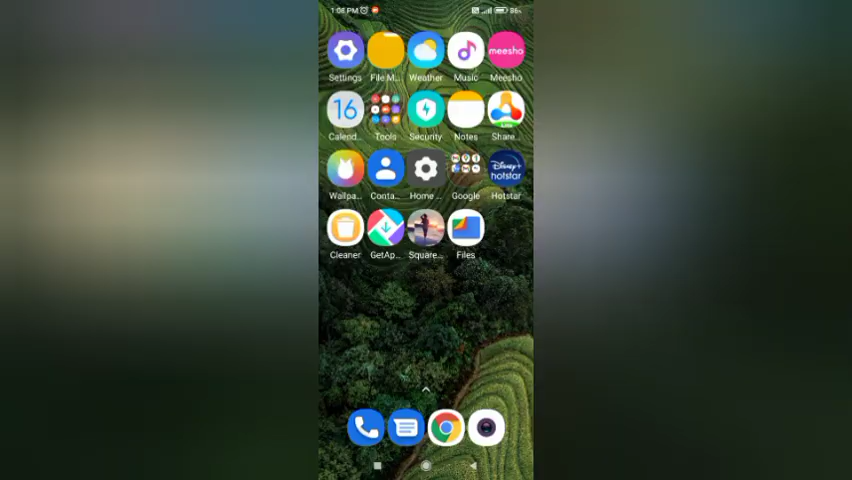 1:06 PM
86
meesho
Settings File M... Weather Music Meesho
16
Calend... Tools Security Notes Share...
Disney+
hotstar
Wallpa... Conta... Home ... Google Hotstar
Cleaner GetAp... Square... Files